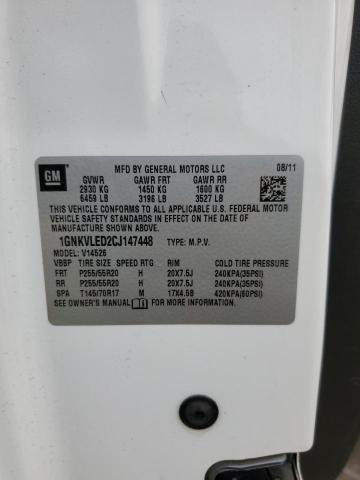 GM
MFD BY GENERAL MOTORS LLC 08/11
GVWR GAWR FRT GAWR RR
2930 KG 1450 KG 1600 KG
6459 LB 3196 LB 3527 LB
THIS VEHICLE CONFORMS TO ALL APPLICABLE U.S. FEDERAL MOTOR
VEHICLE SAFETY STANDARDS IN EFFECT ON THE DATE OF
MANUFACTURE SHOWN ABOVE.
1GNKVLED2CJ147448 TYPE: M.P.V.
V14526
VBBP TIRE SIZE SPEED RTG RIM COLD TIRE PRESSURE
FRT P255/55R20 H 20X7.5J 240KPA(35PSI)
RR P255/55R20 H 20X7.5J 240KPA(35PSI)
SPA T145/70R17 M 17X4.5B 420KPA(60PSI)
SEE OWNER'S MANUAL FOR MORE INFORMATION.